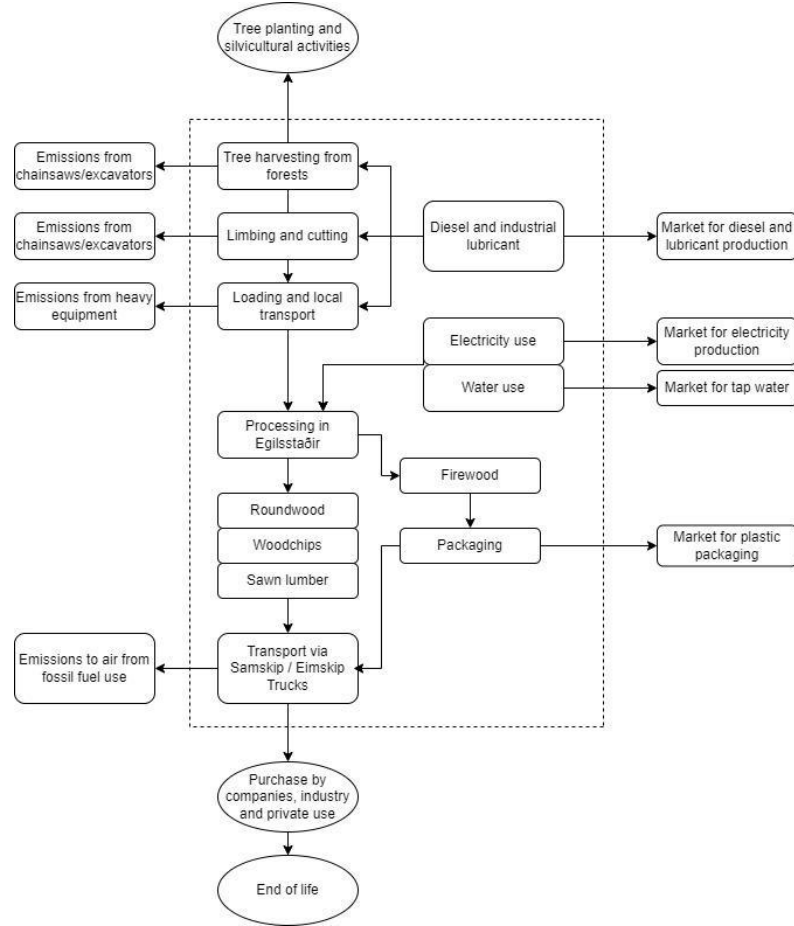 Tree planting and
silvicultural activities
Emissions from
chainsaws/excavators
Tree harvesting from
forests
Emissions from
chainsaws/excavators
Limbing and cutting
Diesel and industrial
lubricant
Market for diesel and
lubricant production
Emissions from heavy
equipment
Loading and local
transport
Electricity use
Market for electricity
production
Water use
Market for tap water
Processing in
Egilsstaðir
Firewood
Roundwood
Woodchips
Packaging
Market for plastic
packaging
Sawn lumber
Emissions to air from
fossil fuel use
Transport via
Samskip / Eimskip
Trucks
Purchase by
companies, industry
and private use
End of life